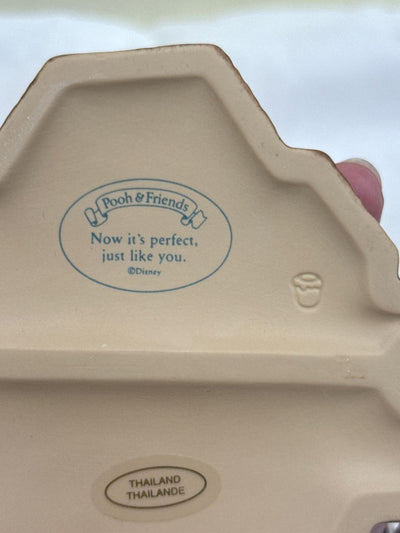 Pooh & Friends
Now it's perfect,
just like you.
©Disney
THAILAND
THAILANDE